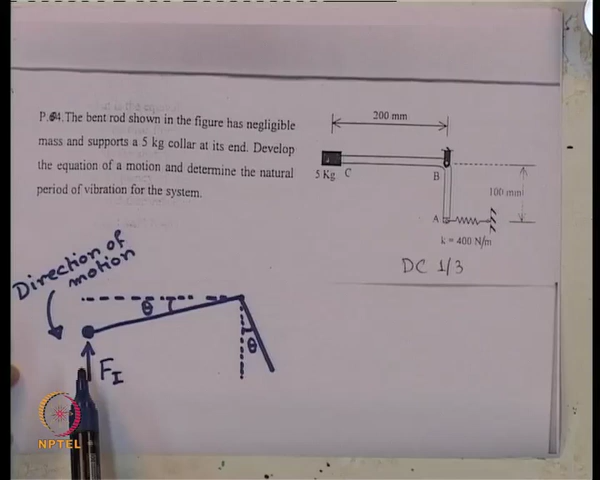 P.64.The bent rod shown in the figure has negligible
mass and supports a 5 kg collar at its end. Develop
the equation of a motion and determine the natural
period of vibration for the system.
200 mm
5 Kg C
B
100 mm
A
k = 400 N/m
DC 1/3
Direction of
motion
θ
θ
F_I
NPTEL